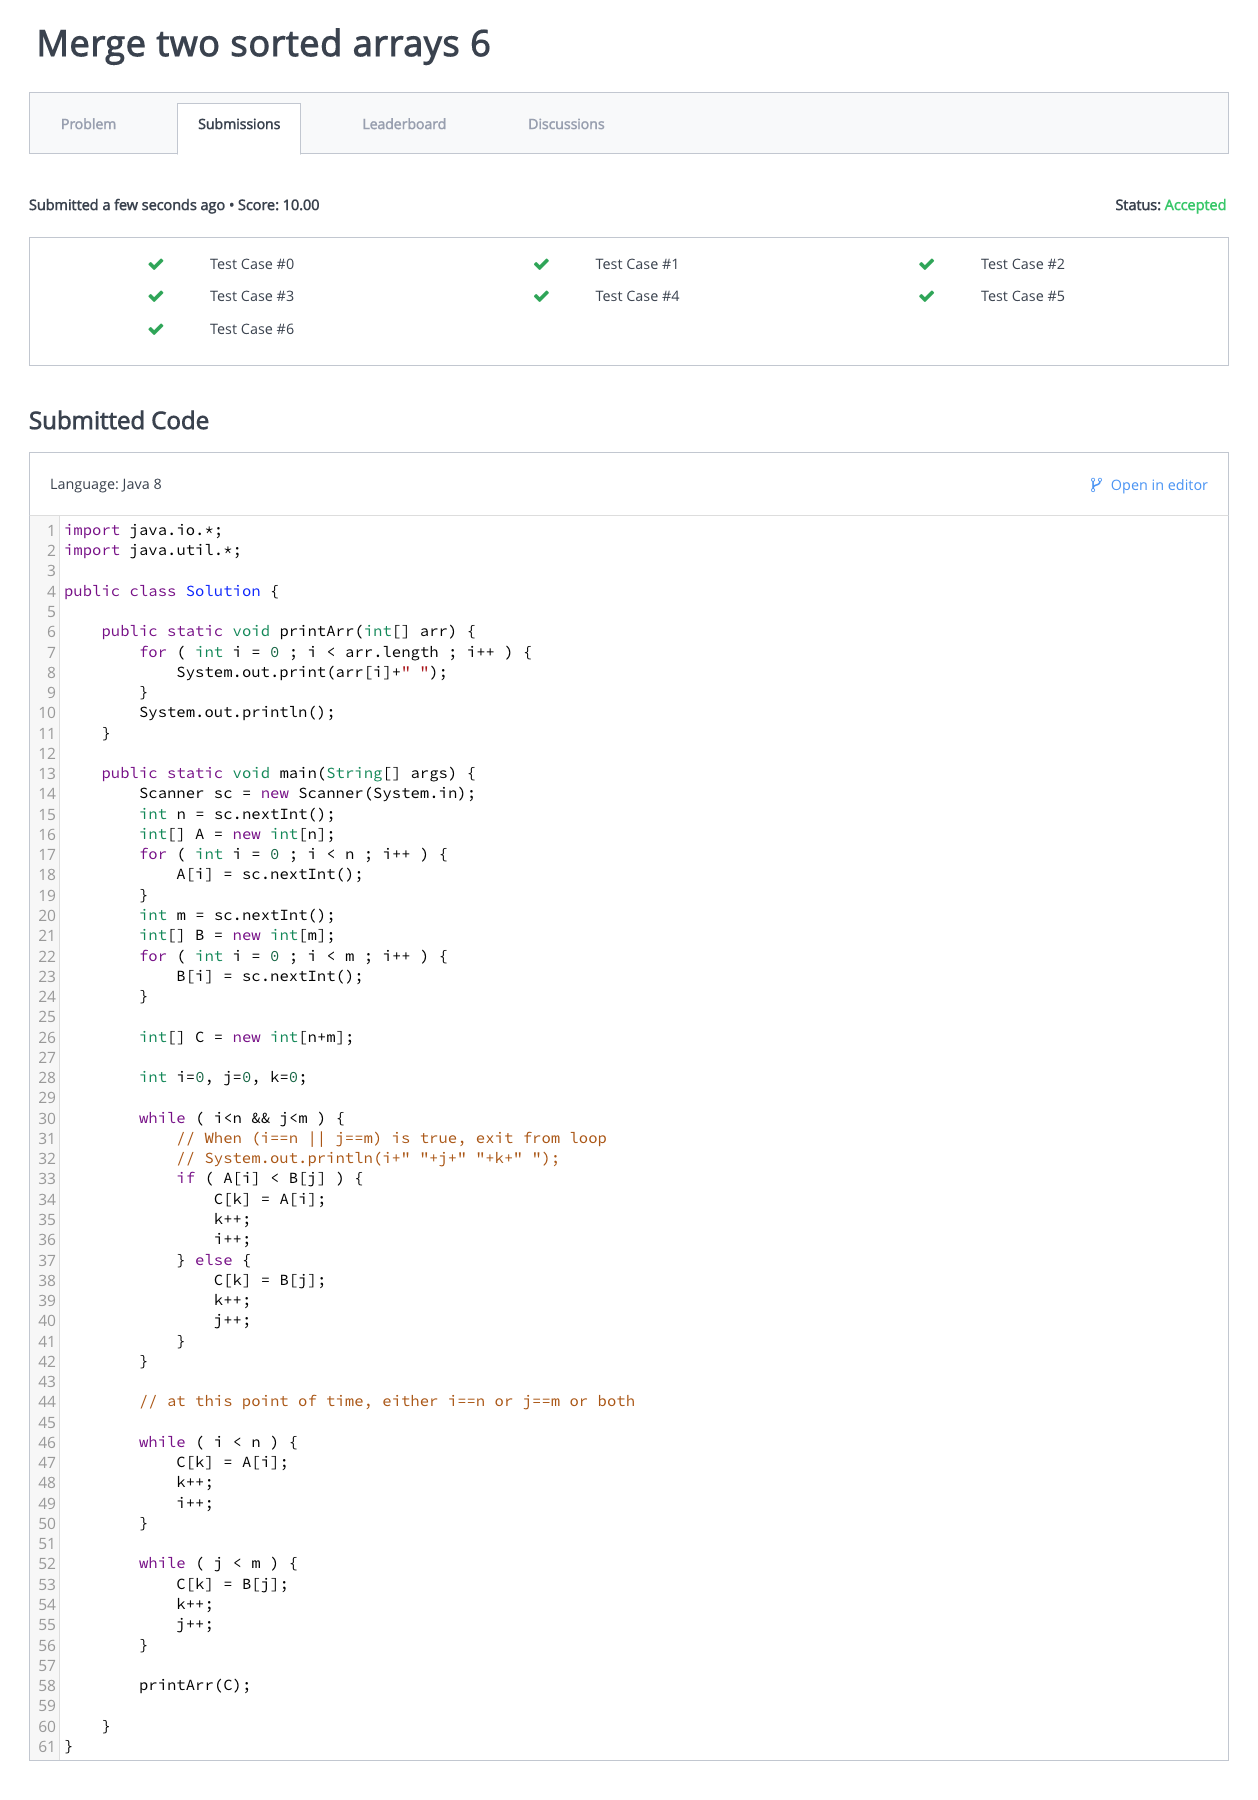 Merge two sorted arrays 6
Problem Submissions Leaderboard Discussions
Submitted a few seconds ago • Score: 10.00 Status: Accepted
Test Case #0 Test Case #1 Test Case #2
Test Case #3 Test Case #4 Test Case #5
Test Case #6
Submitted Code
Language: Java 8 Open in editor
1 import java.io.*;
2 import java.util.*;
3
4 public class Solution {
5
6     public static void printArr(int[] arr) {
7         for ( int i = 0 ; i < arr.length ; i++ ) {
8             System.out.print(arr[i]+" ");
9         }
10         System.out.println();
11     }
12
13     public static void main(String[] args) {
14         Scanner sc = new Scanner(System.in);
15         int n = sc.nextInt();
16         int[] A = new int[n];
17         for ( int i = 0 ; i < n ; i++ ) {
18             A[i] = sc.nextInt();
19         }
20         int m = sc.nextInt();
21         int[] B = new int[m];
22         for ( int i = 0 ; i < m ; i++ ) {
23             B[i] = sc.nextInt();
24         }
25
26         int[] C = new int[n+m];
27
28         int i=0, j=0, k=0;
29
30         while ( i<n && j<m ) {
31             // When (i==n || j==m) is true, exit from loop
32             // System.out.println(i+" "+j+" "+k+" ");
33             if ( A[i] < B[j] ) {
34                 C[k] = A[i];
35                 k++;
36                 i++;
37             } else {
38                 C[k] = B[j];
39                 k++;
40                 j++;
41             }
42         }
43
44         // at this point of time, either i==n or j==m or both
45
46         while ( i < n ) {
47             C[k] = A[i];
48             k++;
49             i++;
50         }
51
52         while ( j < m ) {
53             C[k] = B[j];
54             k++;
55             j++;
56         }
57
58         printArr(C);
59
60     }
61 }